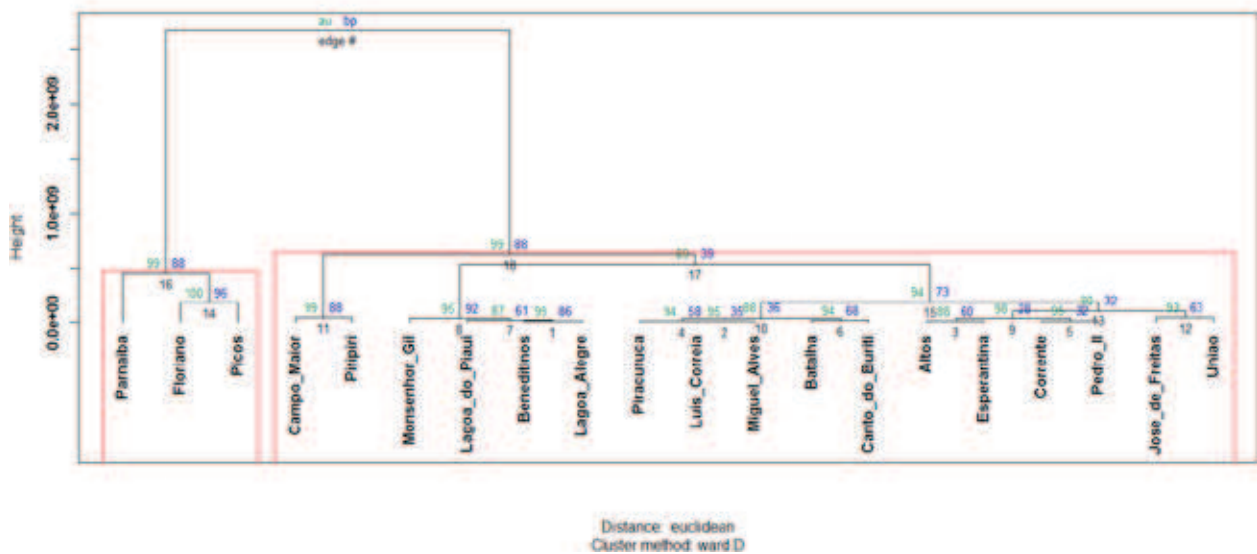 au bp
edge #
Height
0.0e+00 1.0e+09 2.0e+09
99 88
16
100 96
14
99 88
18
89 39
17
99 88
11
95 92
8
87 61
7
99 86
1
94 58
4
95 35
2
88 36
10
94 68
6
94 73
15
86 60
3
98 38
9
95 32
5
32
13
93 63
12
Parnaiba
Floriano
Picos
Campo_Maior
Piripiri
Monsenhor_Gil
Lagoa_do_Piaui
Beneditinos
Lagoa_Alegre
Piracuruca
Luis_Correia
Miguel_Alves
Batalha
Canto_do_Buriti
Altos
Esperantina
Corrente
Pedro_II
Jose_de_Freitas
Uniao
Distance: euclidean
Cluster method: ward.D